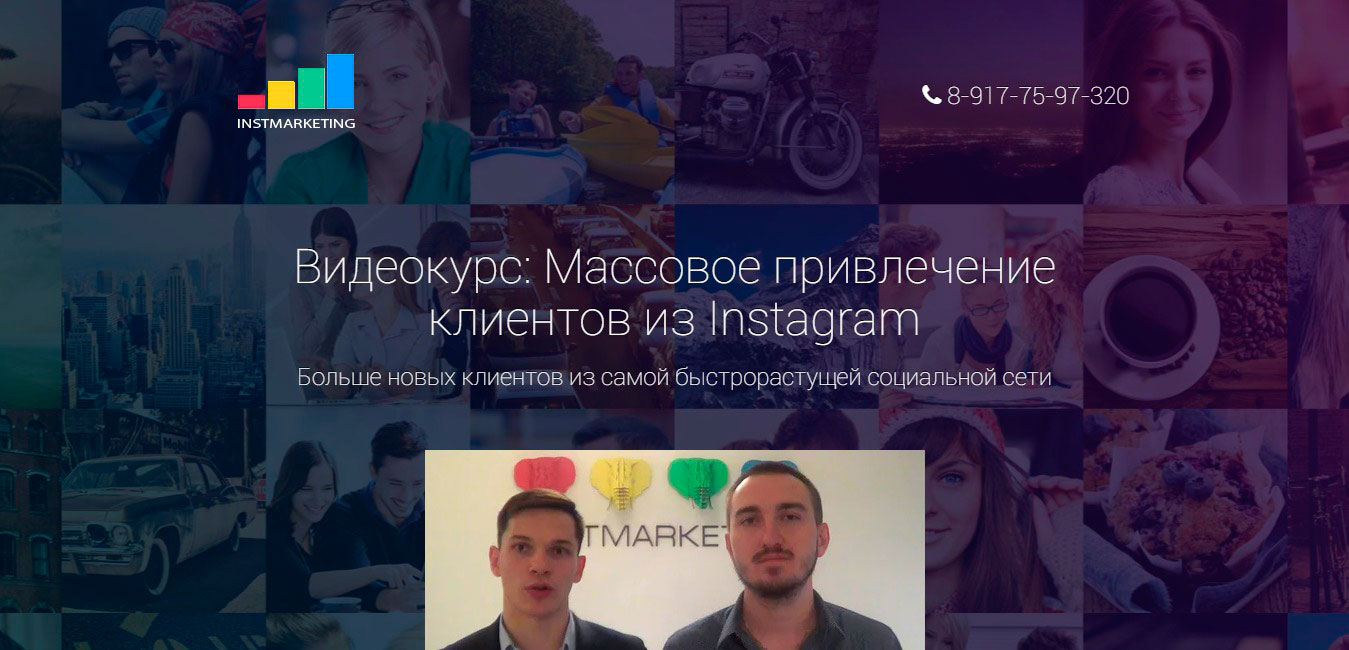 INSTMARKETING
8-917-75-97-320
Видеокурс: Массовое привлечение
клиентов из Instagram
Больше новых клиентов из самой быстрорастущей социальной сети
TMARKET